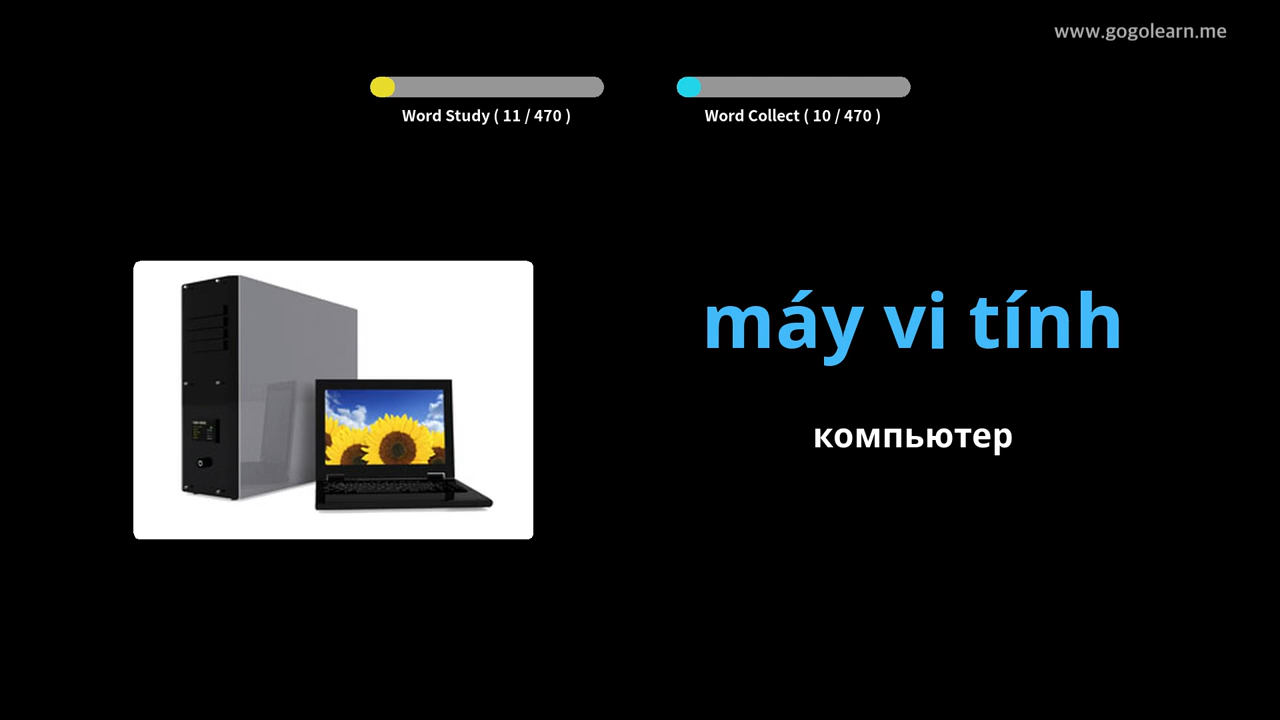 www.gogolearn.me
Word Study ( 11 / 470 )
Word Collect ( 10 / 470 )
máy vi tính
компьютер